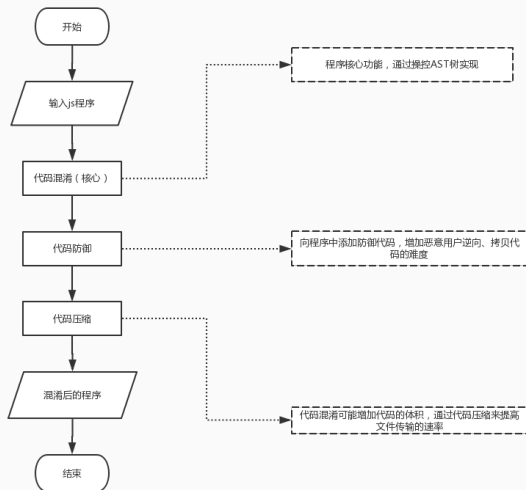 开始
输入js程序
程序核心功能，通过操控AST树实现
代码混淆（核心）
代码防御
向程序中添加防御代码，增加恶意用户逆向、拷贝代
码的难度
代码压缩
混淆后的程序
代码混淆可能增加代码的体积，通过代码压缩来提高
文件传输的速率
结束